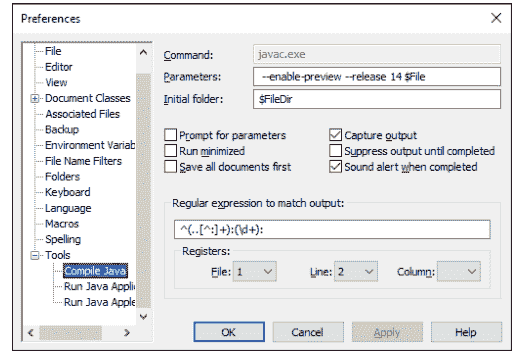 Preferences
File
Editor
View
Document Classes
Associated Files
Backup
Environment Variab
File Name Filters
Folders
Keyboard
Language
Macros
Spelling
Tools
Compile Java
Run Java Appli
Run Java Apple
Command: javac.exe
Parameters: --enable-preview --release 14 $File
Initial folder: $FileDir
Prompt for parameters
Capture output
Run minimized
Suppress output until completed
Save all documents first
Sound alert when completed
Regular expression to match output:
^(..[^:]+):(\d+):
Registers:
File: 1 Line: 2 Column:
OK Cancel Apply Help